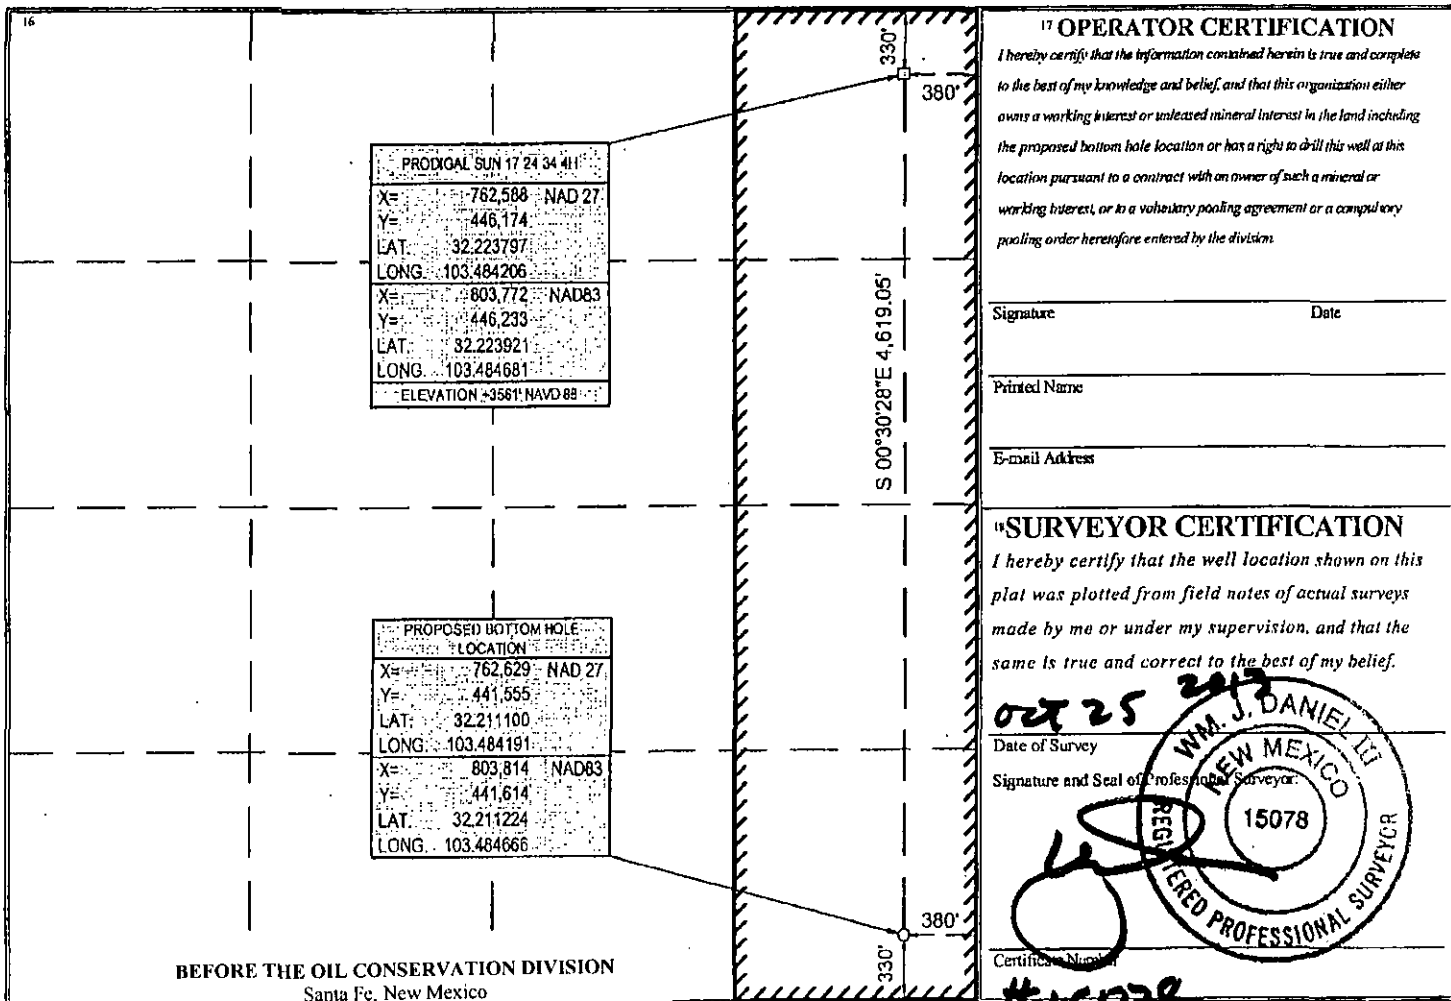 16
330'
380'
PRODIGAL SUN 17 24 34 4H
X= 762,588 NAD 27
Y= 446,174
LAT. 32.223797
LONG. 103.484206
X= 803,772 NAD83
Y= 446,233
LAT. 32.223921
LONG. 103.484681
ELEVATION +3561' NAVD 88
S 00°30'28"E 4,619.05'
PROPOSED BOTTOM HOLE
LOCATION
X= 762,629 NAD 27
Y= 441,555
LAT. 32.211100
LONG. 103.484191
X= 803,814 NAD83
Y= 441,614
LAT. 32.211224
LONG. 103.484666
380'
330'
BEFORE THE OIL CONSERVATION DIVISION
Santa Fe, New Mexico
17 OPERATOR CERTIFICATION
I hereby certify that the information contained herein is true and complete
to the best of my knowledge and belief, and that this organization either
owns a working interest or unleased mineral interest in the land including
the proposed bottom hole location or has a right to drill this well at this
location pursuant to a contract with an owner of such a mineral or
working interest, or to a voluntary pooling agreement or a compulsory
pooling order heretofore entered by the division.
Signature Date
Printed Name
E-mail Address
18 SURVEYOR CERTIFICATION
I hereby certify that the well location shown on this
plat was plotted from field notes of actual surveys
made by me or under my supervision, and that the
same is true and correct to the best of my belief.
Oct 25
Date of Survey
Signature and Seal of Professional Surveyor:
WM. J. DANIEL III
NEW MEXICO
15078
REGISTERED PROFESSIONAL SURVEYOR
Certificate Number
#15078